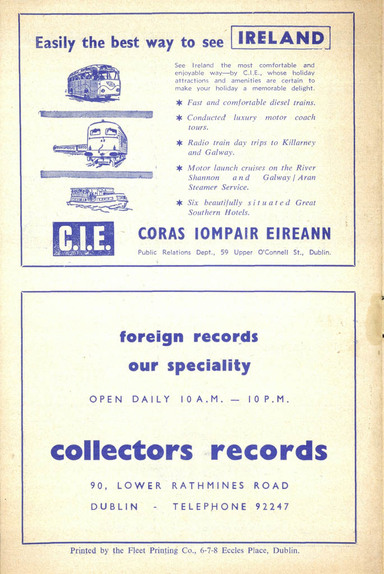 Easily the best way to see IRELAND
See Ireland the most comfortable and
enjoyable way—by C.I.E., whose holiday
attractions and amenities are certain to
make your holiday a memorable delight.
* Fast and comfortable diesel trains.
* Conducted luxury motor coach
tours.
* Radio train day trips to Killarney
and Galway.
* Motor launch cruises on the River
Shannon and Galway/Aran
Steamer Service.
* Six beautifully situated Great
Southern Hotels.
C.I.E. CORAS IOMPAIR EIREANN
Public Relations Dept., 59 Upper O'Connell St., Dublin.
foreign records
our speciality
OPEN DAILY 10 A.M. — 10 P.M.
collectors records
90, LOWER RATHMINES ROAD
DUBLIN - TELEPHONE 92247
Printed by the Fleet Printing Co., 6-7-8 Eccles Place, Dublin.